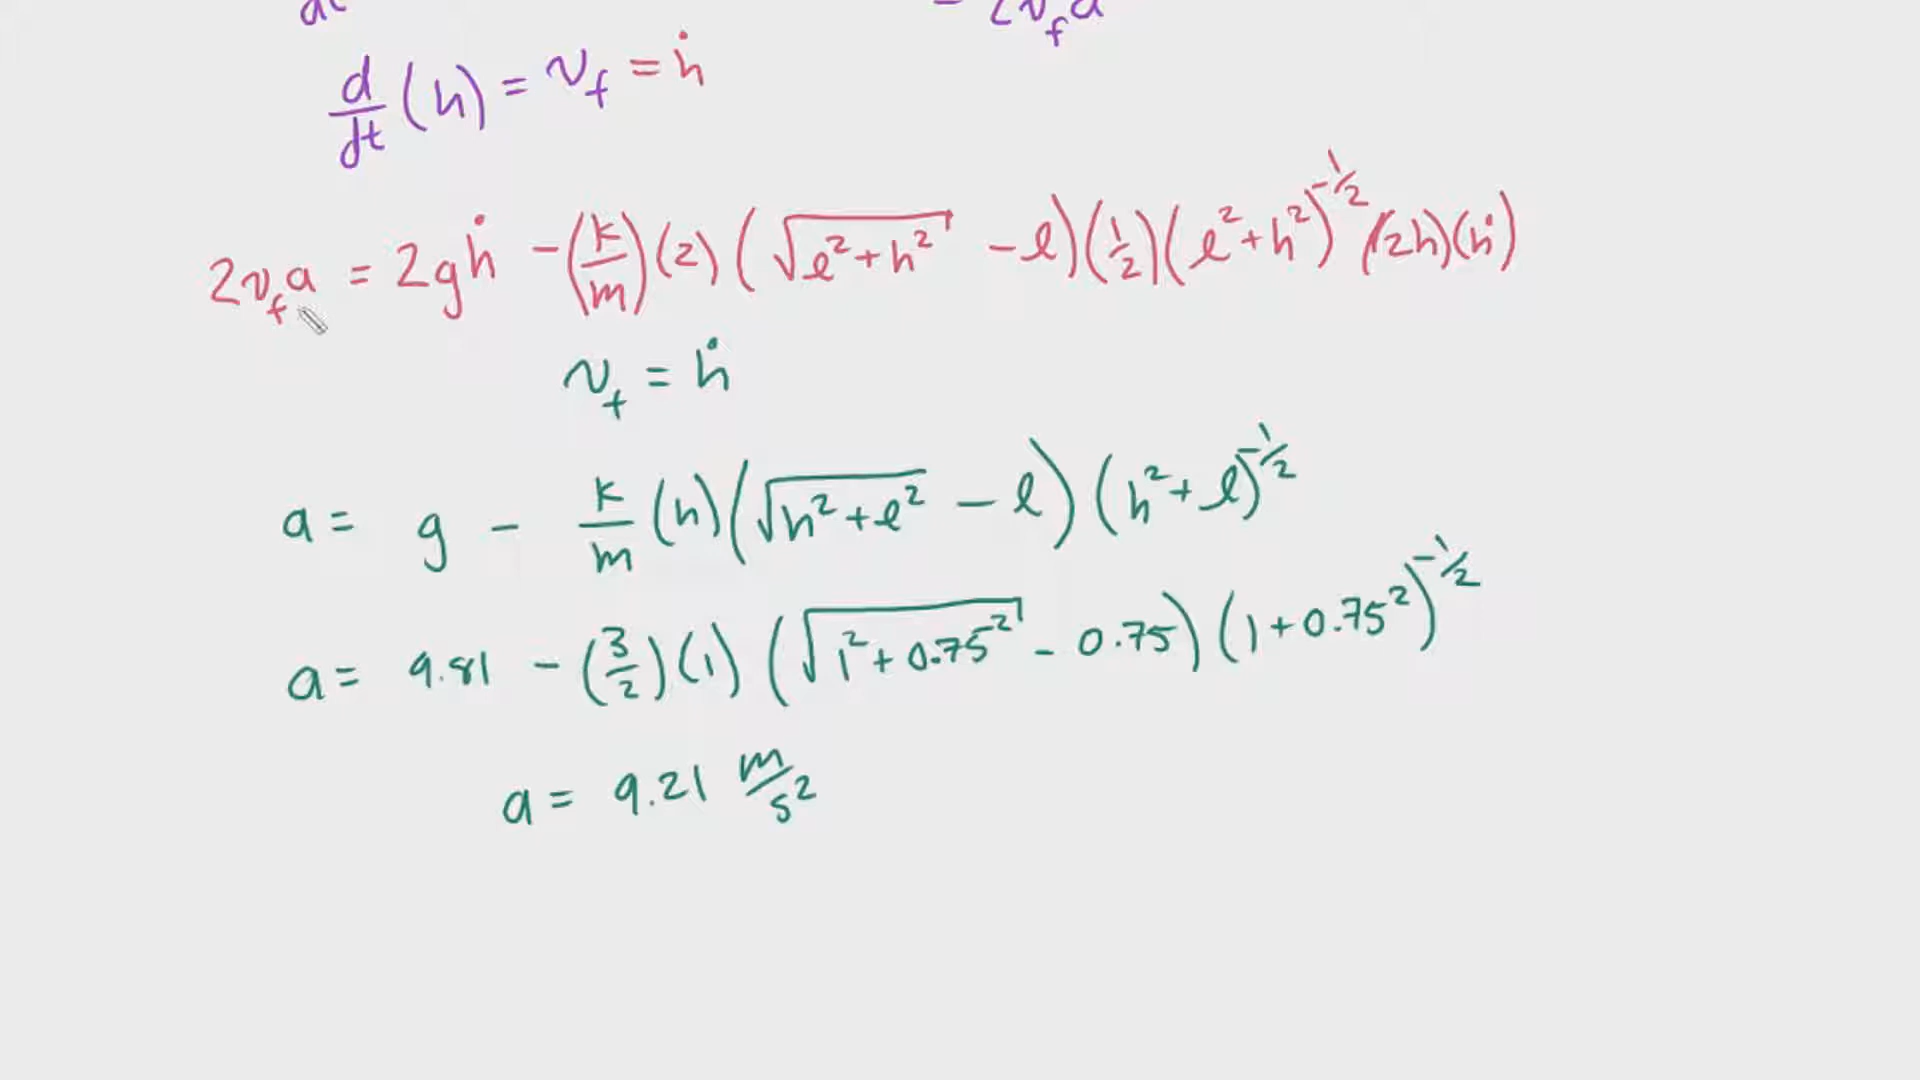 d/dt (h) = v_f = ḣ
2v_f a = 2gḣ - (k/m)(2)(√(ℓ²+h²) - ℓ)(1/2)(ℓ²+h²)^(-1/2) (2h)(ḣ)
v_f = ḣ
a = g - k/m (h)(√(h²+ℓ²) - ℓ)(h²+ℓ)^(-1/2)
a = 9.81 - (3/2)(1)(√(1²+0.75²) - 0.75)(1+0.75²)^(-1/2)
a = 9.21 m/s²